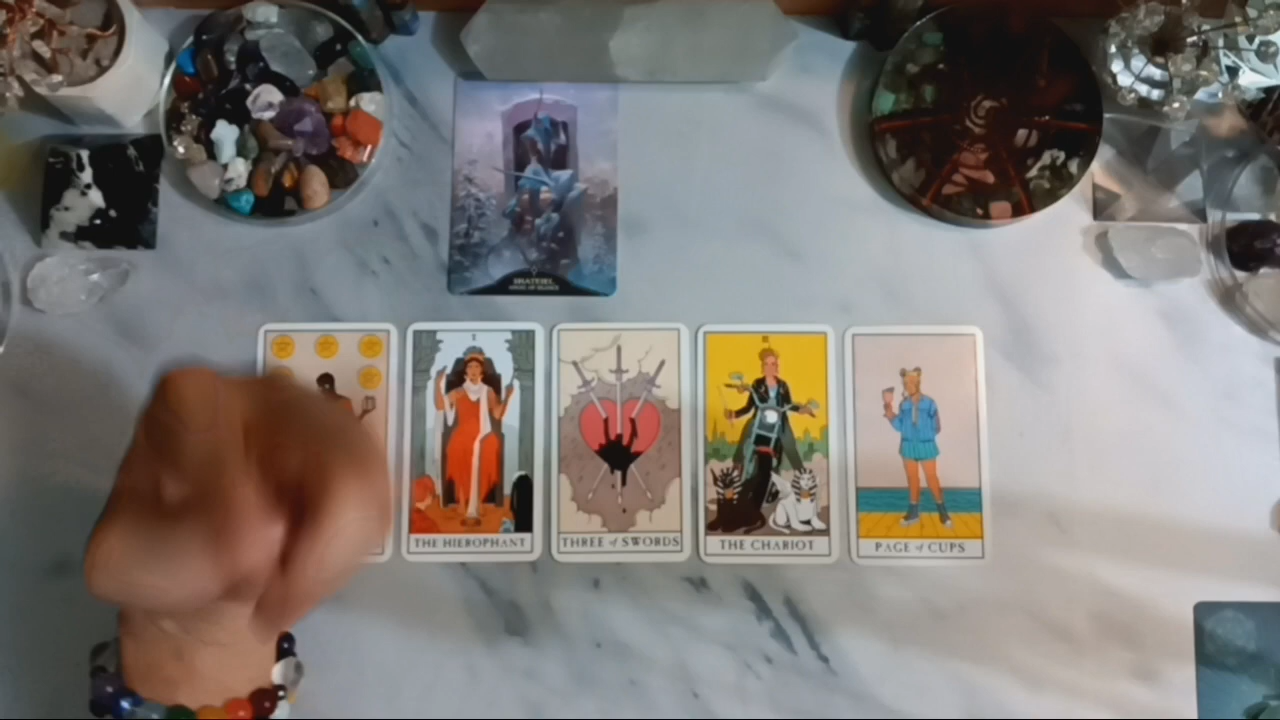 THE HIEROPHANT
THREE of SWORDS
THE CHARIOT
PAGE of CUPS